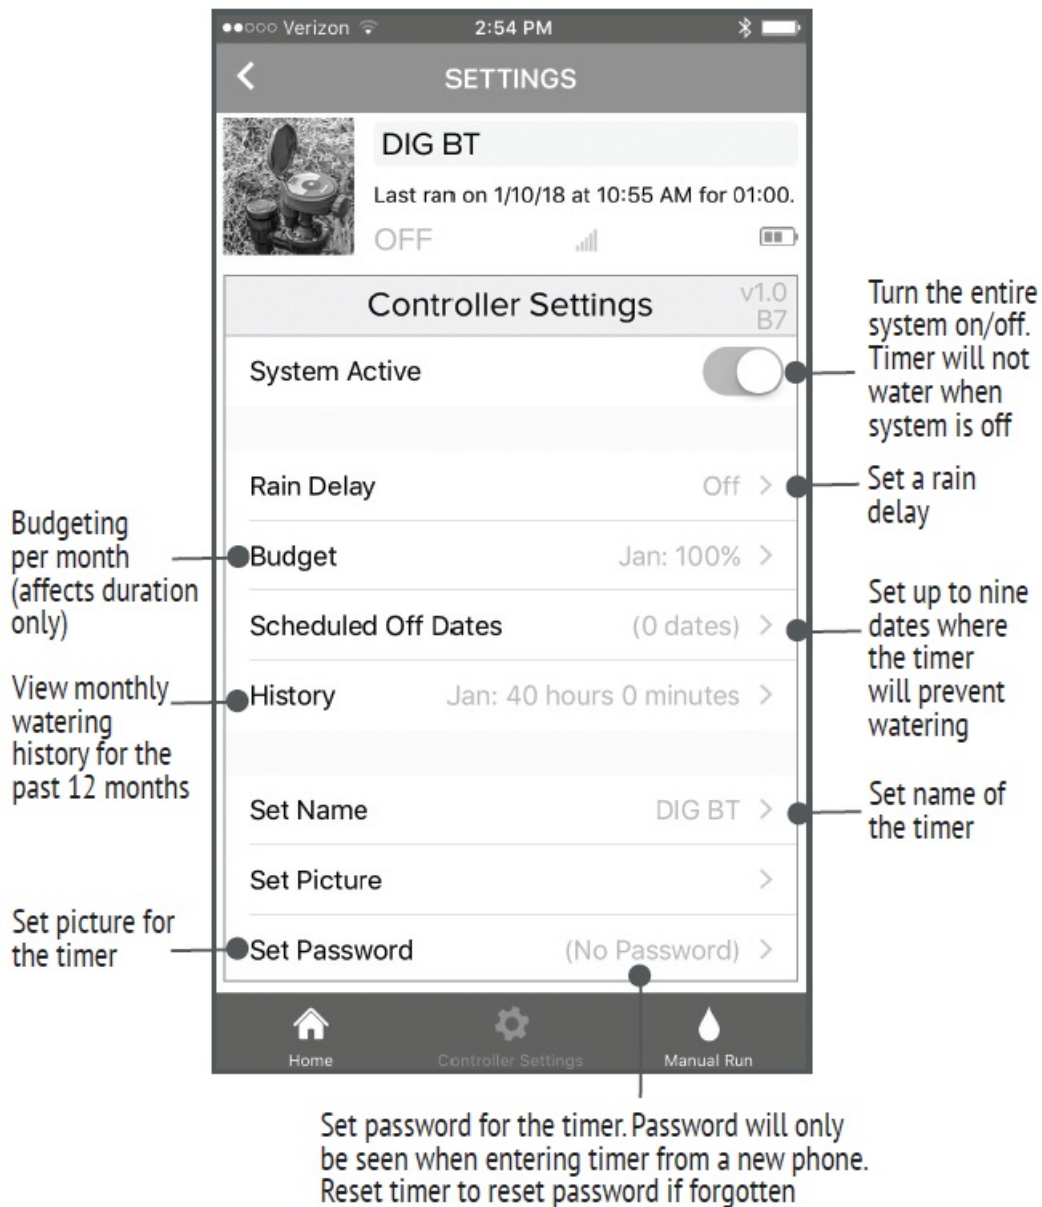 Verizon 2:54 PM
SETTINGS
DIG BT
Last ran on 1/10/18 at 10:55 AM for 01:00.
OFF
Controller Settings v1.0
B7
System Active
Rain Delay Off >
Budget Jan: 100% >
Scheduled Off Dates (0 dates) >
History Jan: 40 hours 0 minutes >
Set Name DIG BT >
Set Picture >
Set Password (No Password) >
Home Controller Settings Manual Run
Budgeting
per month
(affects duration
only)
View monthly
watering
history for the
past 12 months
Set picture for
the timer
Turn the entire
system on/off.
Timer will not
water when
system is off
Set a rain
delay
Set up to nine
dates where
the timer
will prevent
watering
Set name of
the timer
Set password for the timer. Password will only
be seen when entering timer from a new phone.
Reset timer to reset password if forgotten